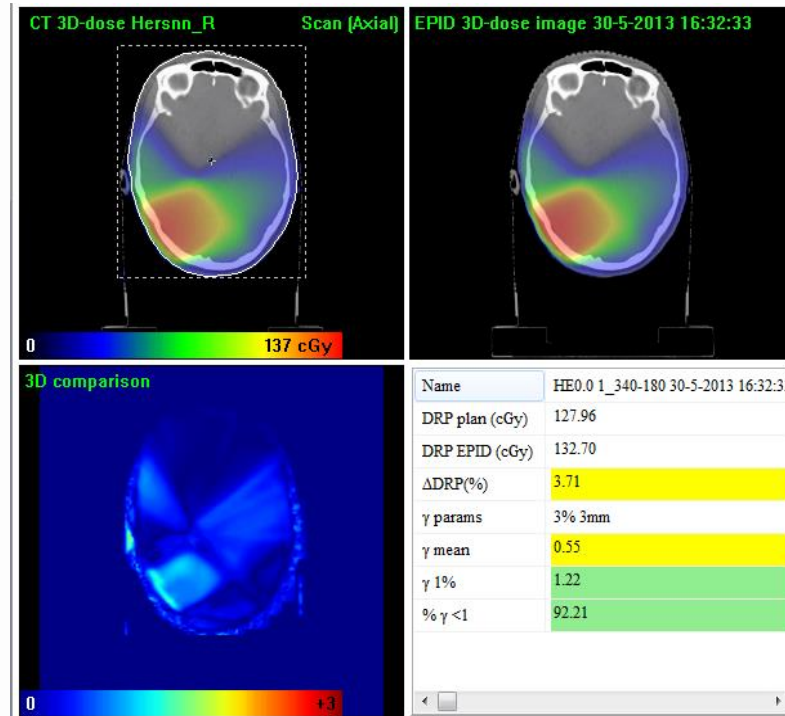 CT 3D-dose Hersnn_R Scan (Axial)
0 137 cGy
EPID 3D-dose image 30-5-2013 16:32:33
3D comparison
0 +3
Name HE0.0 1_340-180 30-5-2013 16:32:3
DRP plan (cGy) 127.96
DRP EPID (cGy) 132.70
ΔDRP(%) 3.71
γ params 3% 3mm
γ mean 0.55
γ 1% 1.22
% γ <1 92.21